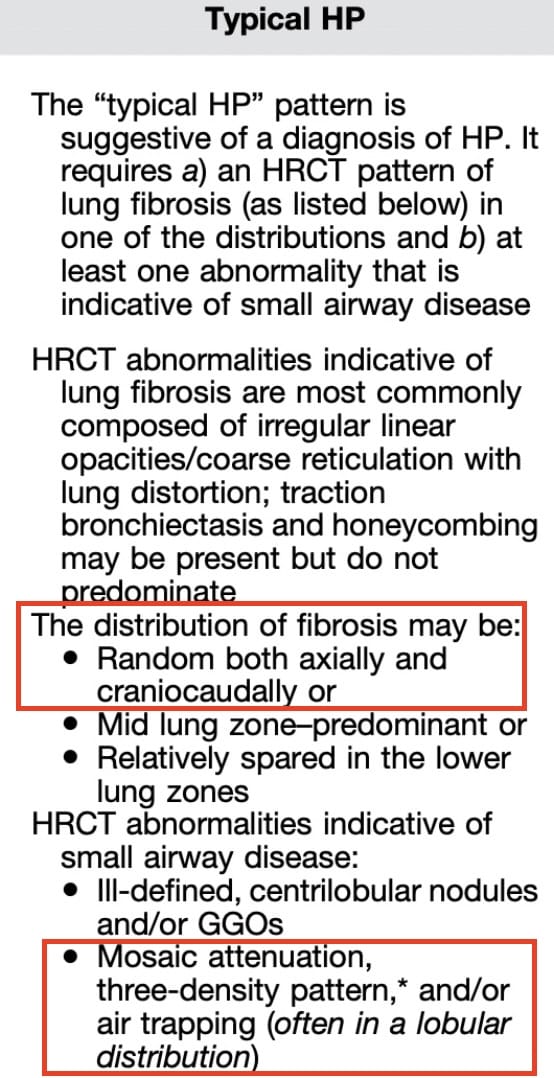 Typical HP
The “typical HP” pattern is
suggestive of a diagnosis of HP. It
requires a) an HRCT pattern of
lung fibrosis (as listed below) in
one of the distributions and b) at
least one abnormality that is
indicative of small airway disease
HRCT abnormalities indicative of
lung fibrosis are most commonly
composed of irregular linear
opacities/coarse reticulation with
lung distortion; traction
bronchiectasis and honeycombing
may be present but do not
predominate
The distribution of fibrosis may be:
• Random both axially and
craniocaudally or
• Mid lung zone–predominant or
• Relatively spared in the lower
lung zones
HRCT abnormalities indicative of
small airway disease:
• Ill-defined, centrilobular nodules
and/or GGOs
• Mosaic attenuation,
three-density pattern,* and/or
air trapping (often in a lobular
distribution)